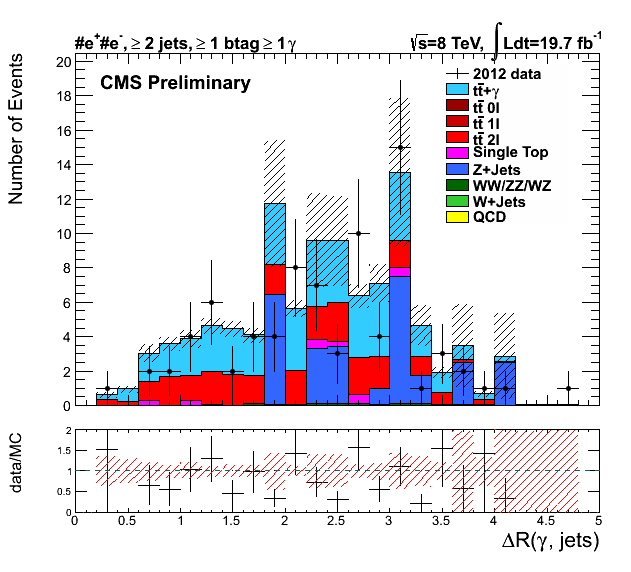 #e⁺#e⁻, ≥ 2 jets, ≥ 1 btag ≥ 1 γ
√s=8 TeV, ∫ Ldt=19.7 fb⁻¹
CMS Preliminary
2012 data
tt̄+γ
tt̄ 0l
tt̄ 1l
tt̄ 2l
Single Top
Z+Jets
WW/ZZ/WZ
W+Jets
QCD
Number of Events
20
18
16
14
12
10
8
6
4
2
0
data/MC
2
1.5
1
0.5
0
0 0.5 1 1.5 2 2.5 3 3.5 4 4.5 5
ΔR(γ, jets)